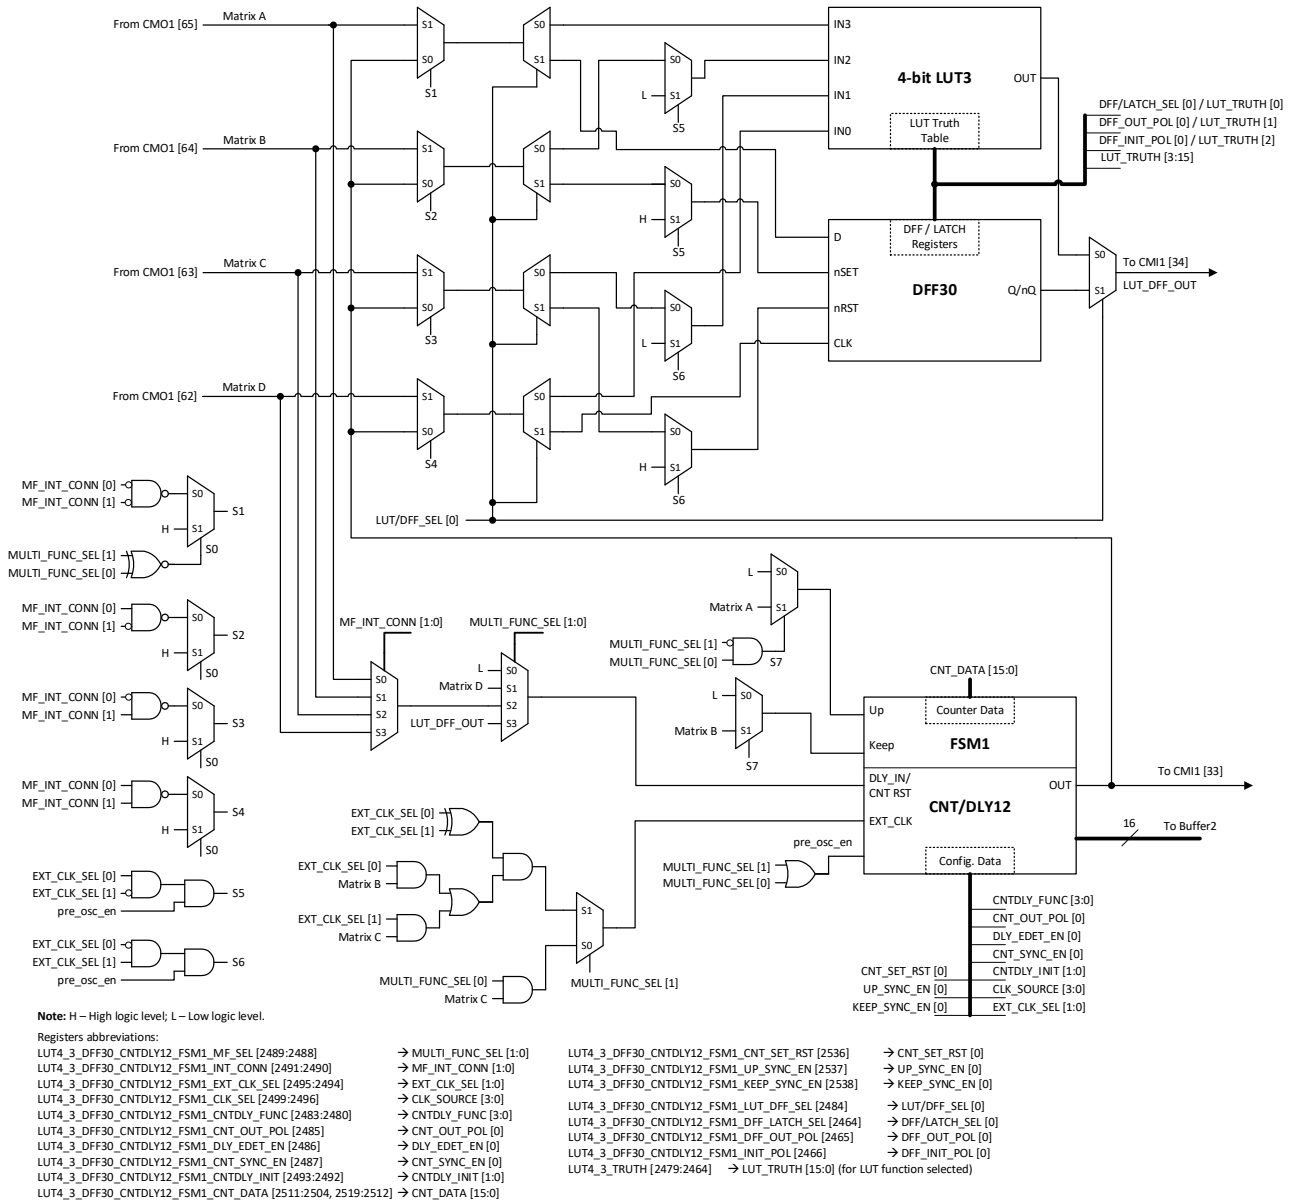 From CMO1 [65]
Matrix A
S1
S0
S1
S0
S1
S0
L
S1
S5
IN3
IN2
IN1
IN0
4-bit LUT3
OUT
LUT Truth
Table
DFF/LATCH_SEL [0] / LUT_TRUTH [0]
DFF_OUT_POL [0] / LUT_TRUTH [1]
DFF_INIT_POL [0] / LUT_TRUTH [2]
LUT_TRUTH [3:15]
From CMO1 [64]
Matrix B
S1
S0
S2
S0
S1
S0
H
S1
S5
D
nSET
nRST
CLK
DFF / LATCH
Registers
DFF30
Q/nQ
S0
S1
To CMI1 [34]
LUT_DFF_OUT
From CMO1 [63]
Matrix C
S1
S0
S3
S0
S1
S0
L
S1
S6
From CMO1 [62]
Matrix D
S1
S0
S4
S0
S1
S0
H
S1
S6
LUT/DFF_SEL [0]
MF_INT_CONN [0]
MF_INT_CONN [1]
S0
H
S1
S1
S0
MULTI_FUNC_SEL [1]
MULTI_FUNC_SEL [0]
MF_INT_CONN [0]
MF_INT_CONN [1]
S0
H
S1
S2
S0
MF_INT_CONN [0]
MF_INT_CONN [1]
S0
H
S1
S3
S0
MF_INT_CONN [0]
MF_INT_CONN [1]
S0
H
S1
S4
S0
EXT_CLK_SEL [0]
EXT_CLK_SEL [1]
pre_osc_en
S5
EXT_CLK_SEL [0]
EXT_CLK_SEL [1]
pre_osc_en
S6
MF_INT_CONN [1:0]
S0
S1
S2
S3
MULTI_FUNC_SEL [1:0]
L
S0
Matrix D
S1
S2
LUT_DFF_OUT
S3
L
S0
Matrix A
S1
MULTI_FUNC_SEL [1]
MULTI_FUNC_SEL [0]
S7
L
S0
Matrix B
S1
S7
CNT_DATA [15:0]
Counter Data
Up
Keep
FSM1
DLY_IN/
CNT RST
EXT_CLK
OUT
CNT/DLY12
Config. Data
To CMI1 [33]
16
To Buffer2
EXT_CLK_SEL [0]
EXT_CLK_SEL [1]
EXT_CLK_SEL [0]
Matrix B
EXT_CLK_SEL [1]
Matrix C
S1
S0
MULTI_FUNC_SEL [0]
Matrix C
MULTI_FUNC_SEL [1]
pre_osc_en
MULTI_FUNC_SEL [1]
MULTI_FUNC_SEL [0]
CNTDLY_FUNC [3:0]
CNT_OUT_POL [0]
DLY_EDET_EN [0]
CNT_SYNC_EN [0]
CNT_SET_RST [0]
CNTDLY_INIT [1:0]
UP_SYNC_EN [0]
CLK_SOURCE [3:0]
KEEP_SYNC_EN [0]
EXT_CLK_SEL [1:0]
Note: H – High logic level; L – Low logic level.
Registers abbreviations:
LUT4_3_DFF30_CNTDLY12_FSM1_MF_SEL [2489:2488] → MULTI_FUNC_SEL [1:0]
LUT4_3_DFF30_CNTDLY12_FSM1_INT_CONN [2491:2490] → MF_INT_CONN [1:0]
LUT4_3_DFF30_CNTDLY12_FSM1_EXT_CLK_SEL [2495:2494] → EXT_CLK_SEL [1:0]
LUT4_3_DFF30_CNTDLY12_FSM1_CLK_SEL [2499:2496] → CLK_SOURCE [3:0]
LUT4_3_DFF30_CNTDLY12_FSM1_CNTDLY_FUNC [2483:2480] → CNTDLY_FUNC [3:0]
LUT4_3_DFF30_CNTDLY12_FSM1_CNT_OUT_POL [2485] → CNT_OUT_POL [0]
LUT4_3_DFF30_CNTDLY12_FSM1_DLY_EDET_EN [2486] → DLY_EDET_EN [0]
LUT4_3_DFF30_CNTDLY12_FSM1_CNT_SYNC_EN [2487] → CNT_SYNC_EN [0]
LUT4_3_DFF30_CNTDLY12_FSM1_CNTDLY_INIT [2493:2492] → CNTDLY_INIT [1:0]
LUT4_3_DFF30_CNTDLY12_FSM1_CNT_DATA [2511:2504, 2519:2512] → CNT_DATA [15:0]
LUT4_3_DFF30_CNTDLY12_FSM1_CNT_SET_RST [2536] → CNT_SET_RST [0]
LUT4_3_DFF30_CNTDLY12_FSM1_UP_SYNC_EN [2537] → UP_SYNC_EN [0]
LUT4_3_DFF30_CNTDLY12_FSM1_KEEP_SYNC_EN [2538] → KEEP_SYNC_EN [0]
LUT4_3_DFF30_CNTDLY12_FSM1_LUT_DFF_SEL [2484] → LUT/DFF_SEL [0]
LUT4_3_DFF30_CNTDLY12_FSM1_DFF_LATCH_SEL [2464] → DFF/LATCH_SEL [0]
LUT4_3_DFF30_CNTDLY12_FSM1_DFF_OUT_POL [2465] → DFF_OUT_POL [0]
LUT4_3_DFF30_CNTDLY12_FSM1_INIT_POL [2466] → DFF_INIT_POL [0]
LUT4_3_TRUTH [2479:2464] → LUT_TRUTH [15:0] (for LUT function selected)